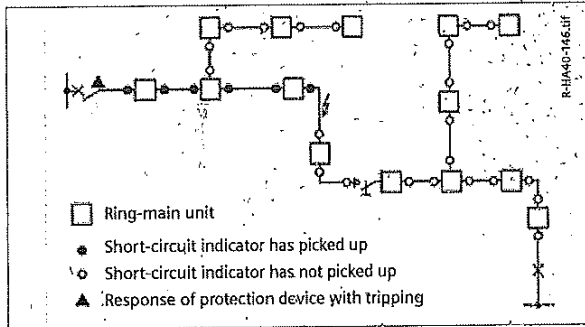 R-HA40-146.tif
Ring-main unit
Short-circuit indicator has picked up
Short-circuit indicator has not picked up
Response of protection device with tripping